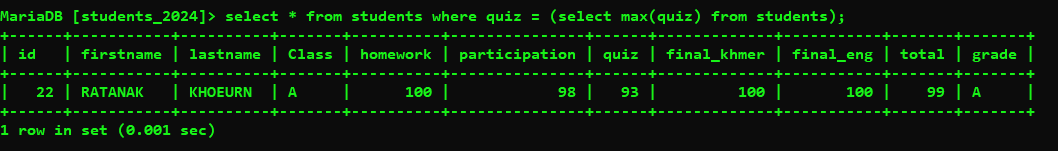 MariaDB [students_2024]> select * from students where quiz = (select max(quiz) from students);
+------+-----------+----------+-------+----------+---------------+------+-------------+-----------+-------+-------+
| id   | firstname | lastname | Class | homework | participation | quiz | final_khmer | final_eng | total | grade |
+------+-----------+----------+-------+----------+---------------+------+-------------+-----------+-------+-------+
|   22 | RATANAK   | KHOEURN  | A     |      100 |            98 |   93 |         100 |       100 |    99 | A     |
+------+-----------+----------+-------+----------+---------------+------+-------------+-----------+-------+-------+
1 row in set (0.001 sec)